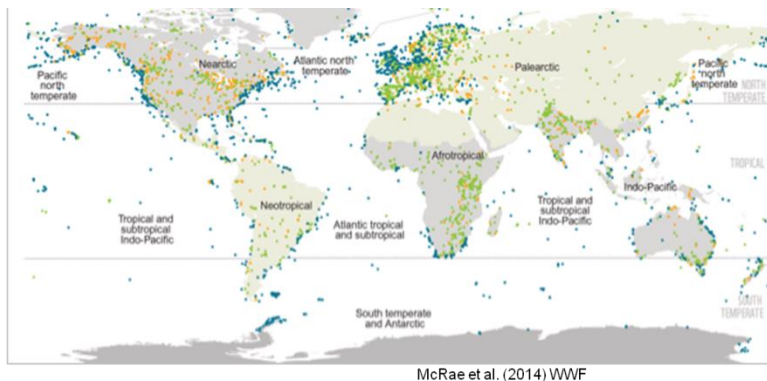 Nearctic
Atlantic north
temperate
Palearctic
Pacific
north
temperate
Pacific
north
temperate
NORTH
TEMPERATE
Afrotropical
TROPICAL
Indo-Pacific
Neotropical
Tropical and
subtropical
Indo-Pacific
Tropical and
subtropical
Indo-Pacific
Atlantic tropical
and subtropical
SOUTH
TEMPERATE
South temperate
and Antarctic
McRae et al. (2014) WWF